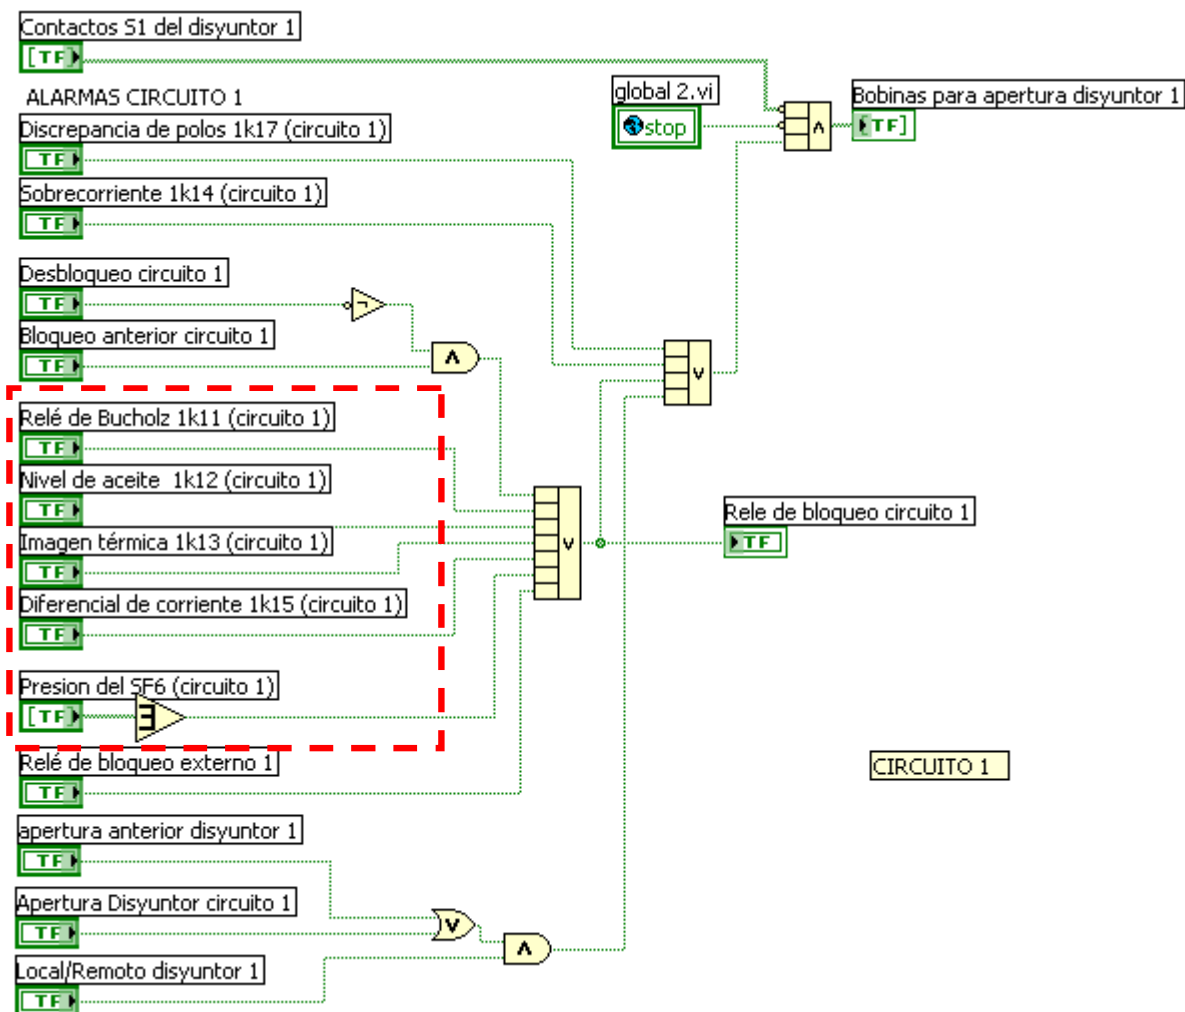 Contactos S1 del disyuntor 1
[TF]
ALARMAS CIRCUITO 1
global 2.vi
stop
Bobinas para apertura disyuntor 1
[TF]
Discrepancia de polos 1k17 (circuito 1)
TF
Sobrecorriente 1k14 (circuito 1)
TF
Desbloqueo circuito 1
TF
Bloqueo anterior circuito 1
TF
Relé de Bucholz 1k11 (circuito 1)
TF
Nivel de aceite 1k12 (circuito 1)
TF
Imagen térmica 1k13 (circuito 1)
TF
Diferencial de corriente 1k15 (circuito 1)
TF
Rele de bloqueo circuito 1
TF
Presion del SF6 (circuito 1)
[TF]
Relé de bloqueo externo 1
TF
CIRCUITO 1
apertura anterior disyuntor 1
TF
Apertura Disyuntor circuito 1
TF
Local/Remoto disyuntor 1
TF